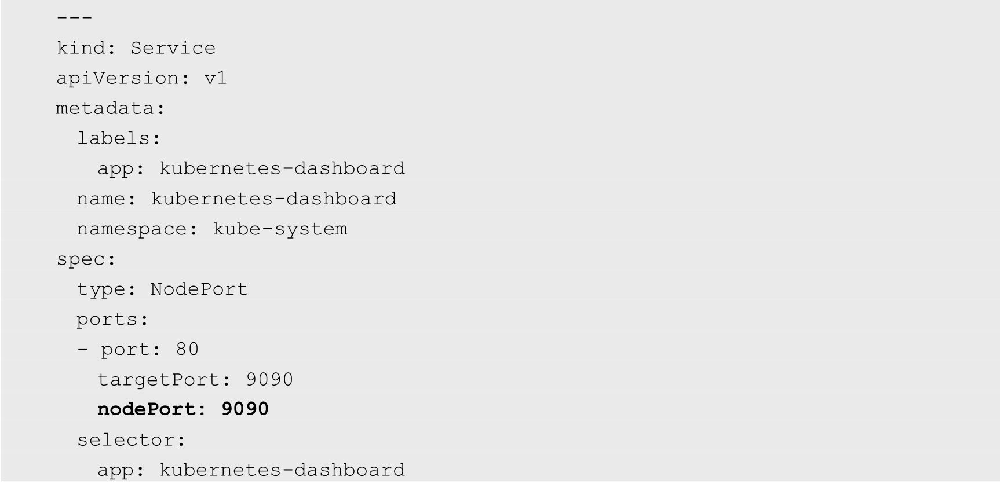 ---
kind: Service
apiVersion: v1
metadata:
  labels:
    app: kubernetes-dashboard
  name: kubernetes-dashboard
  namespace: kube-system
spec:
  type: NodePort
  ports:
  - port: 80
    targetPort: 9090
    nodePort: 9090
  selector:
    app: kubernetes-dashboard